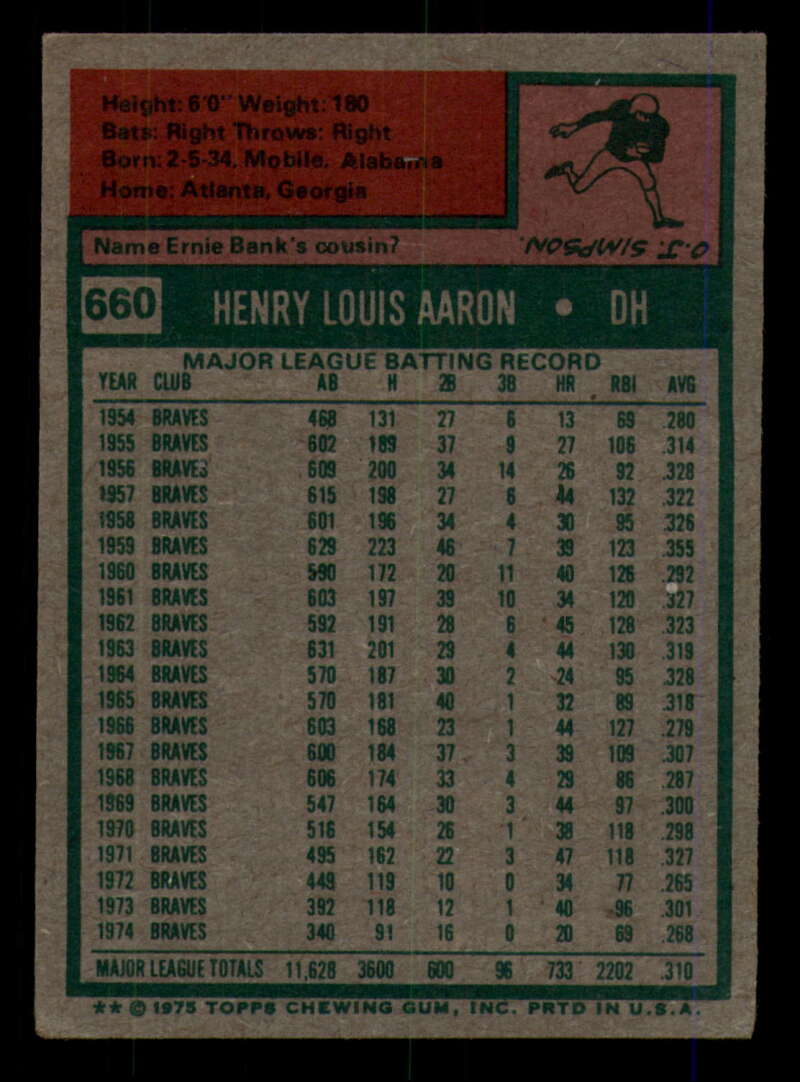 Height: 6'0" Weight: 180
Bats: Right Throws: Right
Born: 2-5-34, Mobile, Alabama
Home: Atlanta, Georgia
Name Ernie Bank's cousin?
O.J. SIMPSON.
660 HENRY LOUIS AARON • DH
MAJOR LEAGUE BATTING RECORD
YEAR CLUB AB H 2B 3B HR RBI AVG
1954 BRAVES 468 131 27 6 13 69 .280
1955 BRAVES 602 189 37 9 27 106 .314
1956 BRAVES 609 200 34 14 26 92 .328
1957 BRAVES 615 198 27 6 44 132 .322
1958 BRAVES 601 196 34 4 30 95 .326
1959 BRAVES 629 223 46 7 39 123 .355
1960 BRAVES 590 172 20 11 40 126 .292
1961 BRAVES 603 197 39 10 34 120 .327
1962 BRAVES 592 191 28 6 45 128 .323
1963 BRAVES 631 201 29 4 44 130 .319
1964 BRAVES 570 187 30 2 24 95 .328
1965 BRAVES 570 181 40 1 32 89 .318
1966 BRAVES 603 168 23 1 44 127 .279
1967 BRAVES 600 184 37 3 39 109 .307
1968 BRAVES 606 174 33 4 29 86 .287
1969 BRAVES 547 164 30 3 44 97 .300
1970 BRAVES 516 154 26 1 38 118 .298
1971 BRAVES 495 162 22 3 47 118 .327
1972 BRAVES 449 119 10 0 34 77 .265
1973 BRAVES 392 118 12 1 40 96 .301
1974 BRAVES 340 91 16 0 20 69 .268
MAJOR LEAGUE TOTALS 11,628 3600 600 96 733 2202 .310
** © 1975 TOPPS CHEWING GUM, INC. PRTD IN U.S.A.